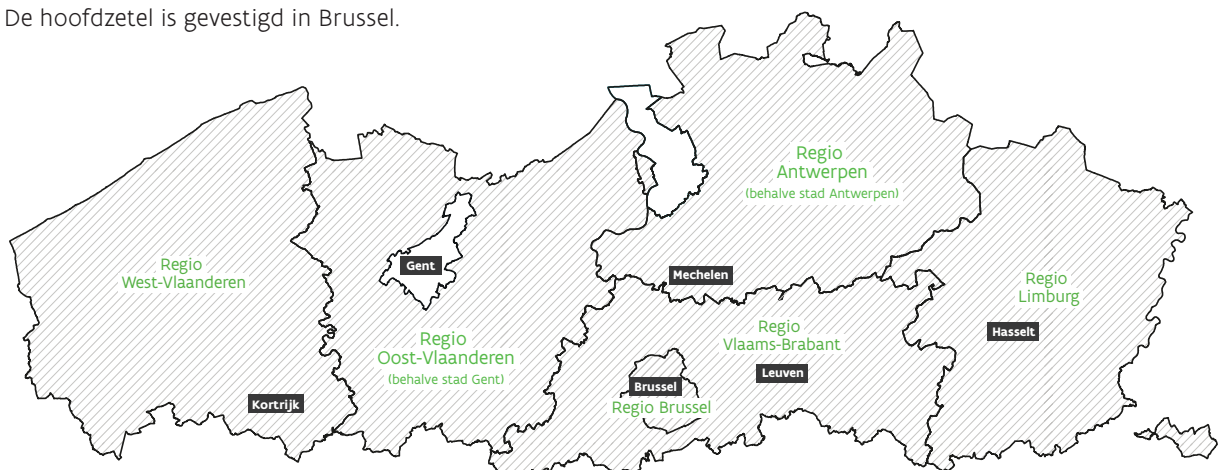 De hoofdzetel is gevestigd in Brussel.
Regio
Antwerpen
(behalve stad Antwerpen)
Regio
West-Vlaanderen
Gent
Mechelen
Regio
Limburg
Hasselt
Regio
Oost-Vlaanderen
(behalve stad Gent)
Regio
Vlaams-Brabant
Leuven
Brussel
Regio Brussel
Kortrijk